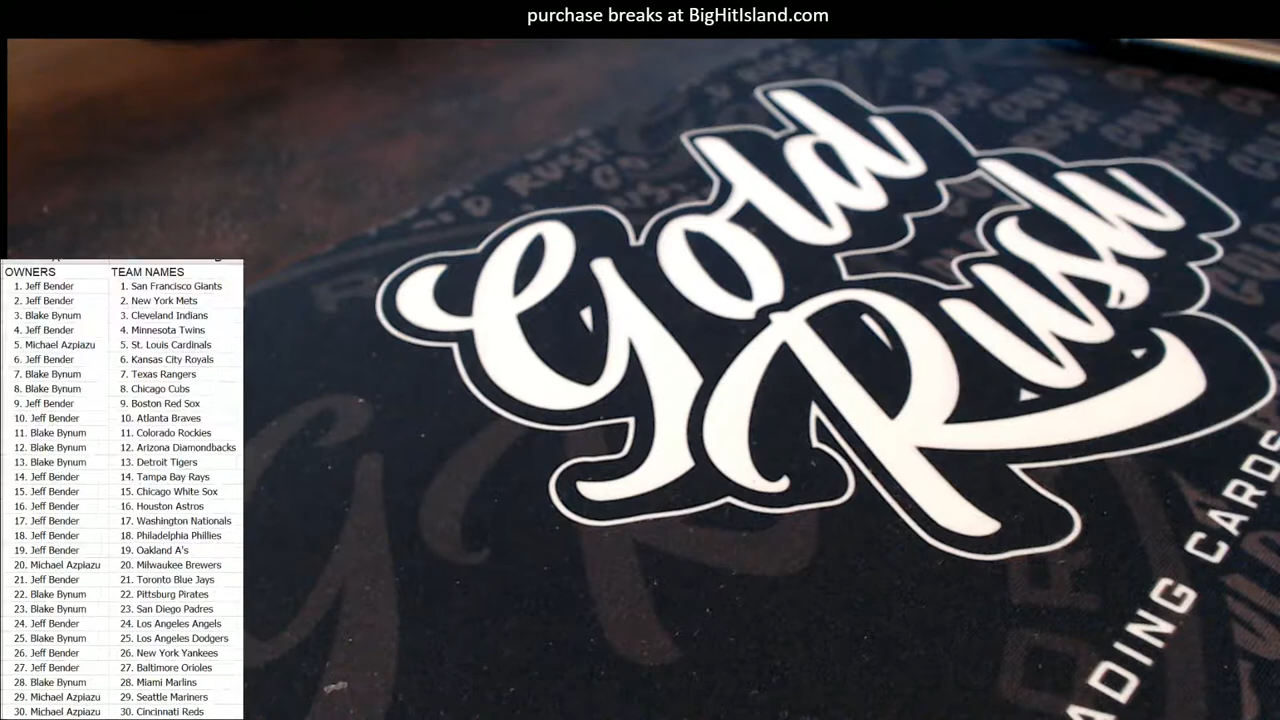 purchase breaks at BigHitIsland.com
Gold
Rush
ADING CARDS
OWNERS TEAM NAMES
1. Jeff Bender 1. San Francisco Giants
2. Jeff Bender 2. New York Mets
3. Blake Bynum 3. Cleveland Indians
4. Jeff Bender 4. Minnesota Twins
5. Michael Azpiazu 5. St. Louis Cardinals
6. Jeff Bender 6. Kansas City Royals
7. Blake Bynum 7. Texas Rangers
8. Blake Bynum 8. Chicago Cubs
9. Jeff Bender 9. Boston Red Sox
10. Jeff Bender 10. Atlanta Braves
11. Blake Bynum 11. Colorado Rockies
12. Blake Bynum 12. Arizona Diamondbacks
13. Blake Bynum 13. Detroit Tigers
14. Jeff Bender 14. Tampa Bay Rays
15. Jeff Bender 15. Chicago White Sox
16. Jeff Bender 16. Houston Astros
17. Jeff Bender 17. Washington Nationals
18. Jeff Bender 18. Philadelphia Phillies
19. Jeff Bender 19. Oakland A's
20. Michael Azpiazu 20. Milwaukee Brewers
21. Jeff Bender 21. Toronto Blue Jays
22. Blake Bynum 22. Pittsburg Pirates
23. Blake Bynum 23. San Diego Padres
24. Jeff Bender 24. Los Angeles Angels
25. Blake Bynum 25. Los Angeles Dodgers
26. Jeff Bender 26. New York Yankees
27. Jeff Bender 27. Baltimore Orioles
28. Blake Bynum 28. Miami Marlins
29. Michael Azpiazu 29. Seattle Mariners
30. Michael Azpiazu 30. Cincinnati Reds